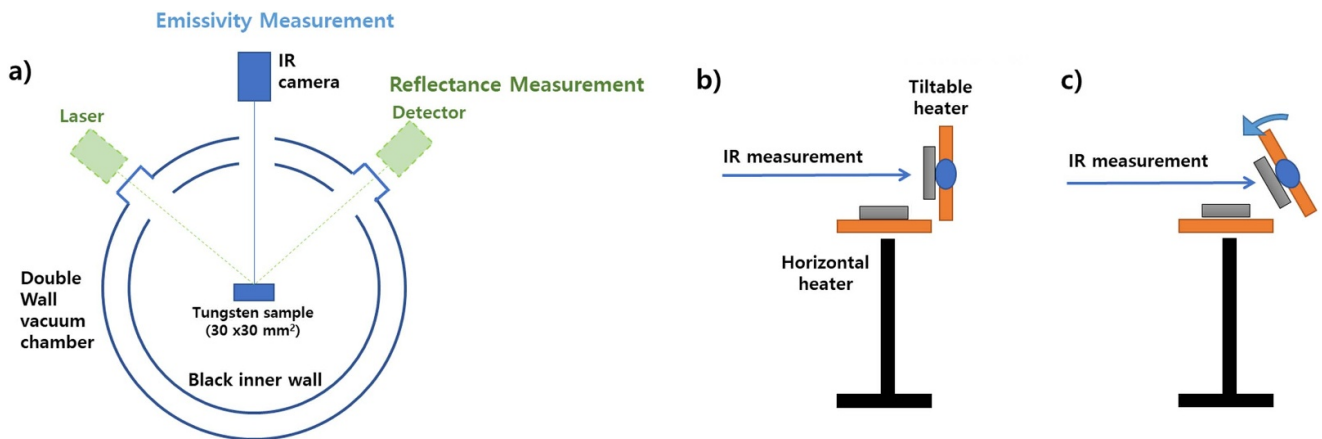 Emissivity Measurement
a)
IR
camera
Reflectance Measurement
Laser
Detector
Double
Wall
vacuum
chamber
Tungsten sample
(30 x30 mm²)
Black inner wall
b)
Tiltable
heater
IR measurement
Horizontal
heater
c)
IR measurement